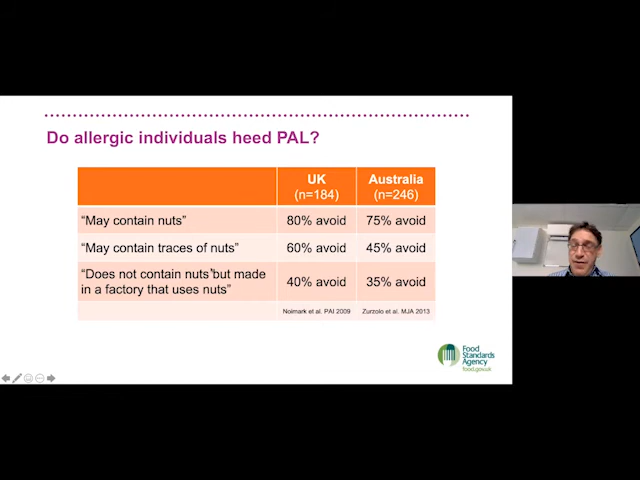 Do allergic individuals heed PAL?
UK Australia
(n=184) (n=246)
“May contain nuts” 80% avoid 75% avoid
“May contain traces of nuts” 60% avoid 45% avoid
“Does not contain nuts but made
in a factory that uses nuts” 40% avoid 35% avoid
Noimark et al. PAI 2009 Zurzolo et al. MJA 2013
Food
Standards
Agency
food.gov.uk